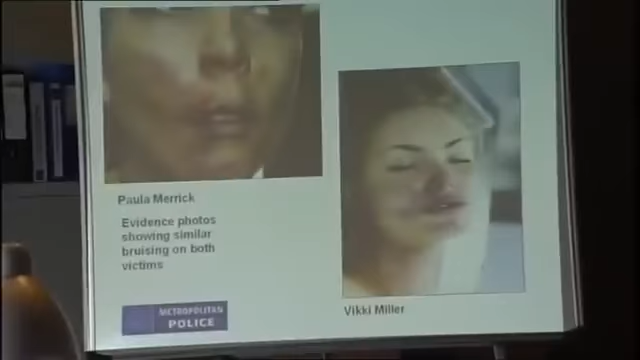 Paula Merrick
Evidence photos
showing similar
bruising on both
victims
METROPOLITAN
POLICE
Vikki Miller